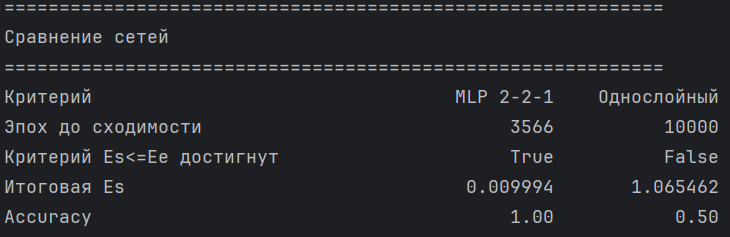 ============================================================
Сравнение сетей
============================================================
Критерий MLP 2-2-1 Однослойный
Эпох до сходимости 3566 10000
Критерий Es<=Ee достигнут True False
Итоговая Es 0.009994 1.065462
Accuracy 1.00 0.50